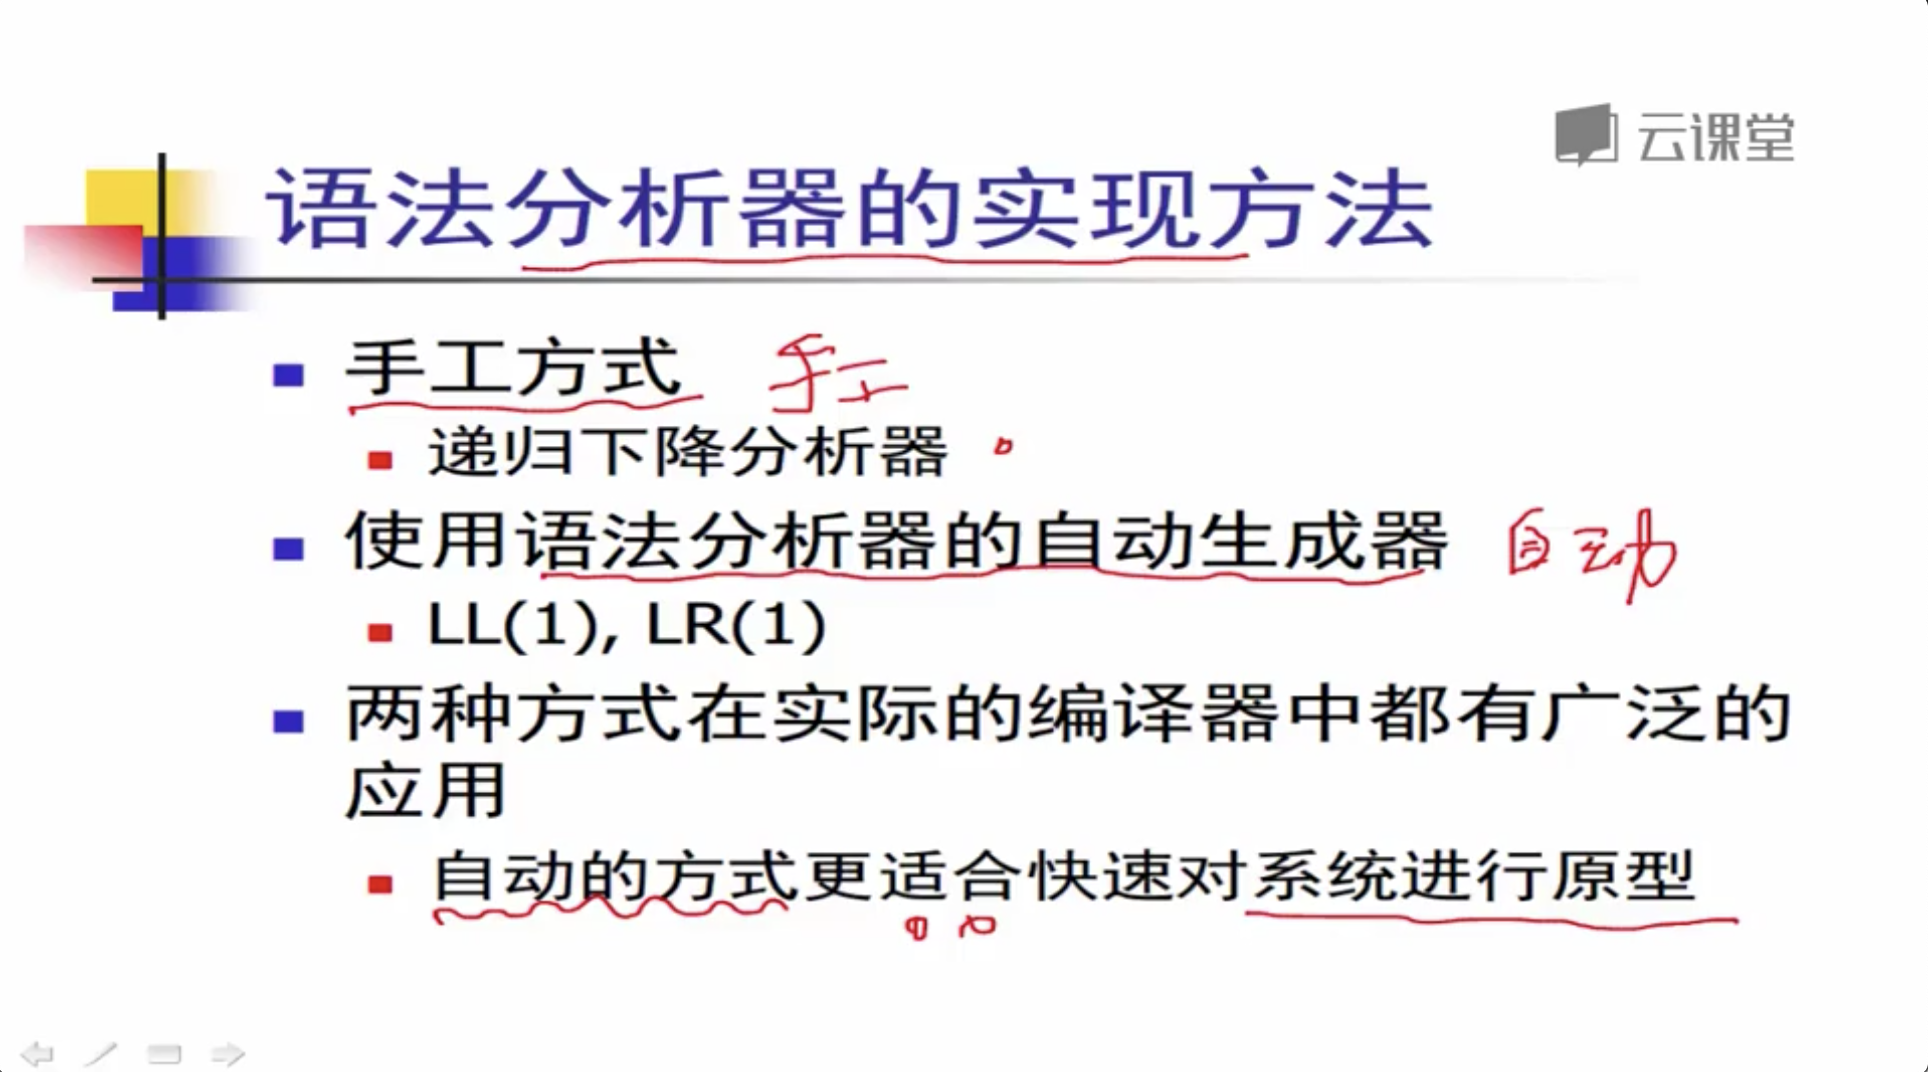 云课堂
语法分析器的实现方法
手工方式 手工
递归下降分析器
使用语法分析器的自动生成器 自动
LL(1), LR(1)
两种方式在实际的编译器中都有广泛的
应用
自动的方式更适合快速对系统进行原型